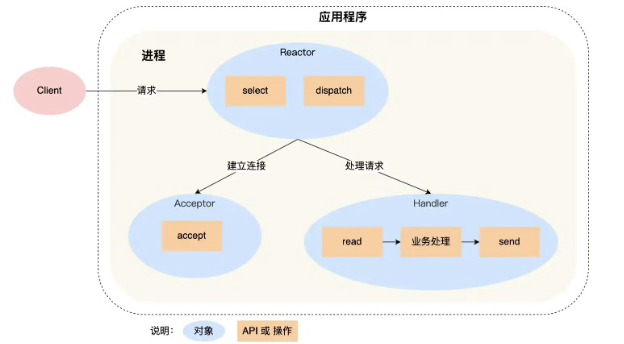 应用程序
进程
Reactor
Client
请求
select
dispatch
建立连接
处理请求
Acceptor
Handler
accept
read
业务处理
send
说明：
对象
API 或 操作